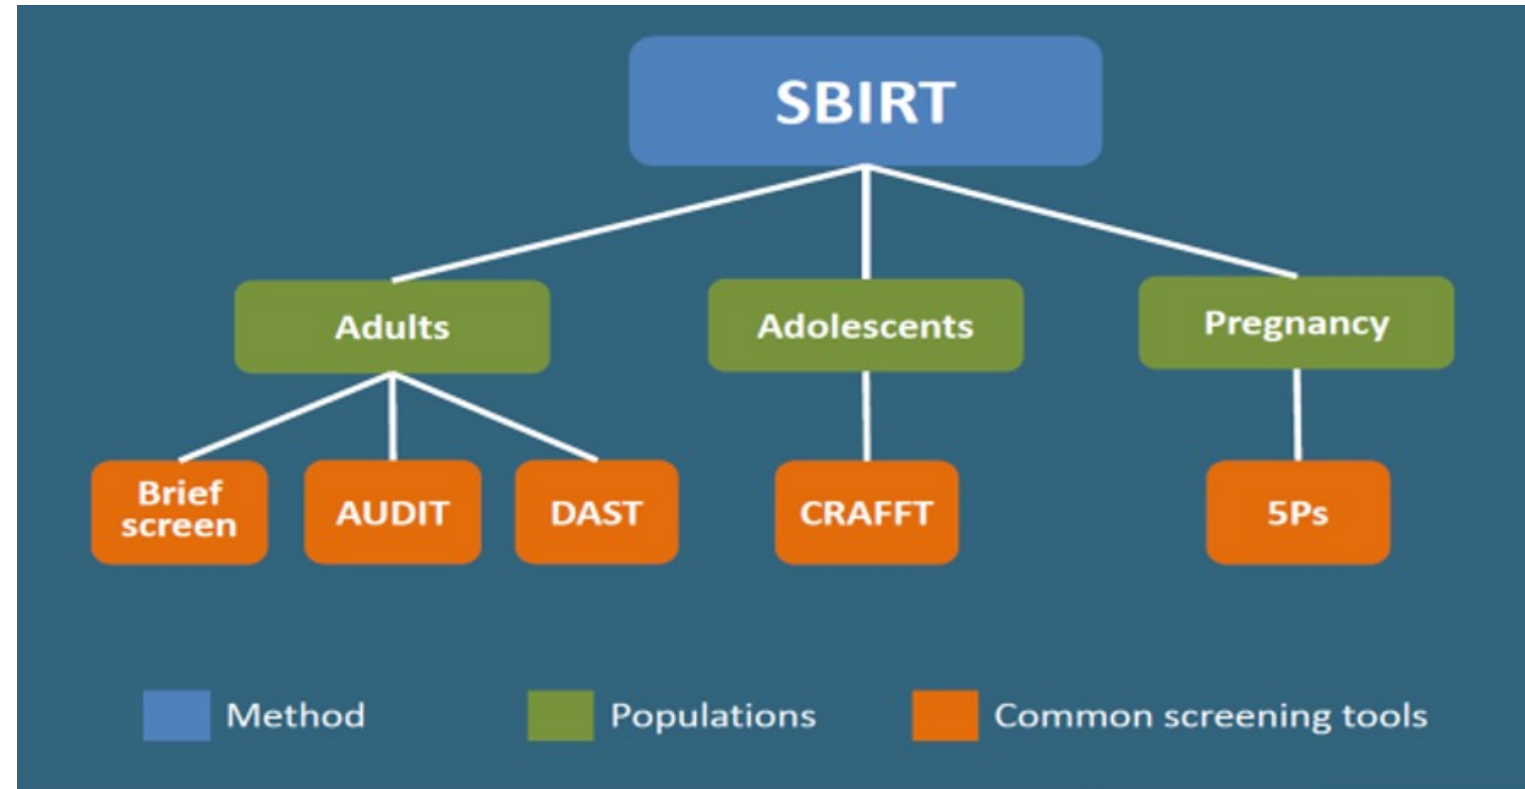 SBIRT
Adults
Adolescents
Pregnancy
Brief
screen
AUDIT
DAST
CRAFFT
5Ps
Method
Populations
Common screening tools